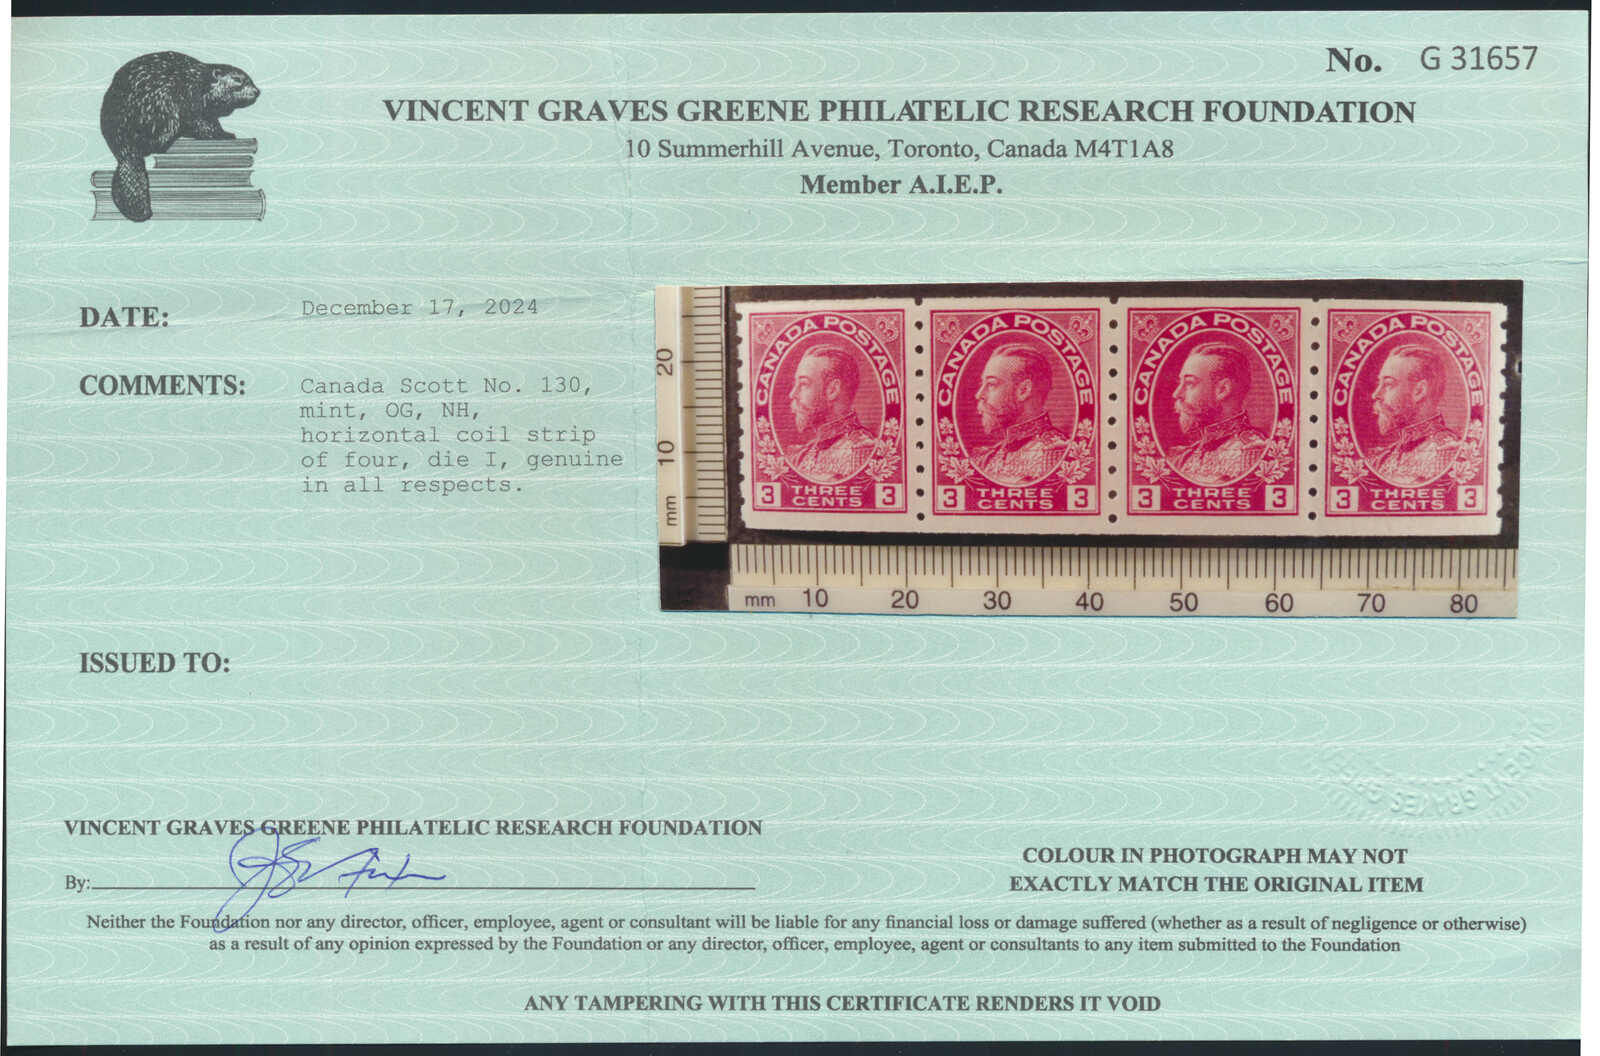 No. G 31657
VINCENT GRAVES GREENE PHILATELIC RESEARCH FOUNDATION
10 Summerhill Avenue, Toronto, Canada M4T1A8
Member A.I.E.P.
DATE: December 17, 2024
COMMENTS: Canada Scott No. 130,
mint, OG, NH,
horizontal coil strip
of four, die I, genuine
in all respects.
20
10
mm
CANADA POSTAGE
3 THREE CENTS 3
CANADA POSTAGE
3 THREE CENTS 3
CANADA POSTAGE
3 THREE CENTS 3
CANADA POSTAGE
3 THREE CENTS 3
mm 10 20 30 40 50 60 70 80
ISSUED TO:
VINCENT GRAVES GREEN
VINCENT GRAVES GREENE PHILATELIC RESEARCH FOUNDATION
By:
COLOUR IN PHOTOGRAPH MAY NOT
EXACTLY MATCH THE ORIGINAL ITEM
Neither the Foundation nor any director, officer, employee, agent or consultant will be liable for any financial loss or damage suffered (whether as a result of negligence or otherwise)
as a result of any opinion expressed by the Foundation or any director, officer, employee, agent or consultants to any item submitted to the Foundation
ANY TAMPERING WITH THIS CERTIFICATE RENDERS IT VOID